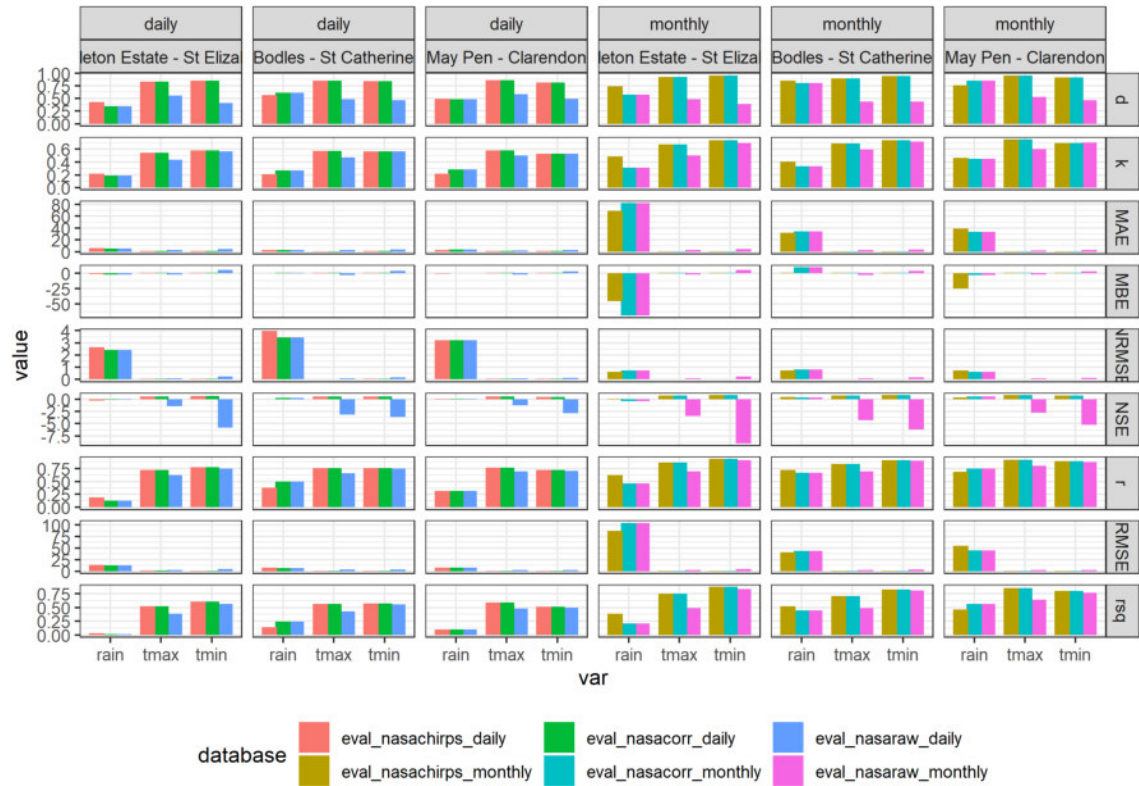 daily daily daily monthly monthly monthly
leton Estate - St Elizal Bodles - St Catherine May Pen - Clarendon leton Estate - St Elizal Bodles - St Catherine May Pen - Clarendon
1.00
0.75
0.50
0.25
0.00
d
0.6
0.4
0.2
0.0
k
80
60
40
20
0
MAE
0
-25
-50
MBE
4
3
2
1
0
NRMSE
0.0
-2.5
-5.0
-7.5
NSE
0.75
0.50
0.25
0.00
r
100
75
50
25
0
RMSE
0.75
0.50
0.25
0.00
rsq
value
rain tmax tmin rain tmax tmin rain tmax tmin rain tmax tmin rain tmax tmin rain tmax tmin
var
database
eval_nasachirps_daily eval_nasacorr_daily eval_nasaraw_daily
eval_nasachirps_monthly eval_nasacorr_monthly eval_nasaraw_monthly